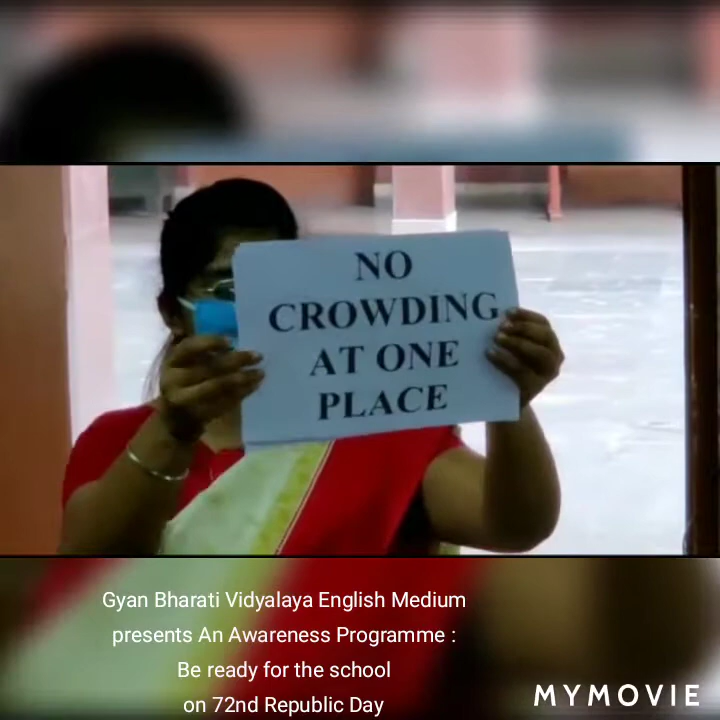 NO
CROWDING
AT ONE
PLACE
Gyan Bharati Vidyalaya English Medium
presents An Awareness Programme :
Be ready for the school
on 72nd Republic Day
MYMOVIE